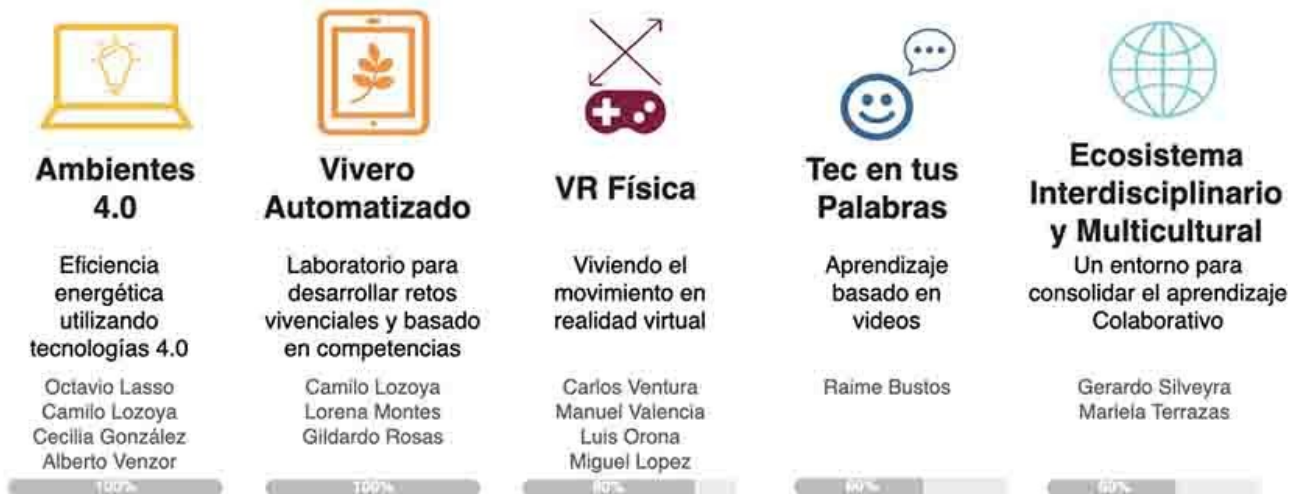 Ambientes
4.0
Eficiencia
energética
utilizando
tecnologías 4.0
Octavio Lasso
Camilo Lozoya
Cecilia González
Alberto Venzor
100%
Vivero
Automatizado
Laboratorio para
desarrollar retos
vivenciales y basado
en competencias
Camilo Lozoya
Lorena Montes
Gildardo Rosas
100%
VR Física
Viviendo el
movimiento en
realidad virtual
Carlos Ventura
Manuel Valencia
Luis Orona
Miguel Lopez
80%
Tec en tus
Palabras
Aprendizaje
basado en
videos
Raime Bustos
60%
Ecosistema
Interdisciplinario
y Multicultural
Un entorno para
consolidar el aprendizaje
Colaborativo
Gerardo Silveyra
Mariela Terrazas